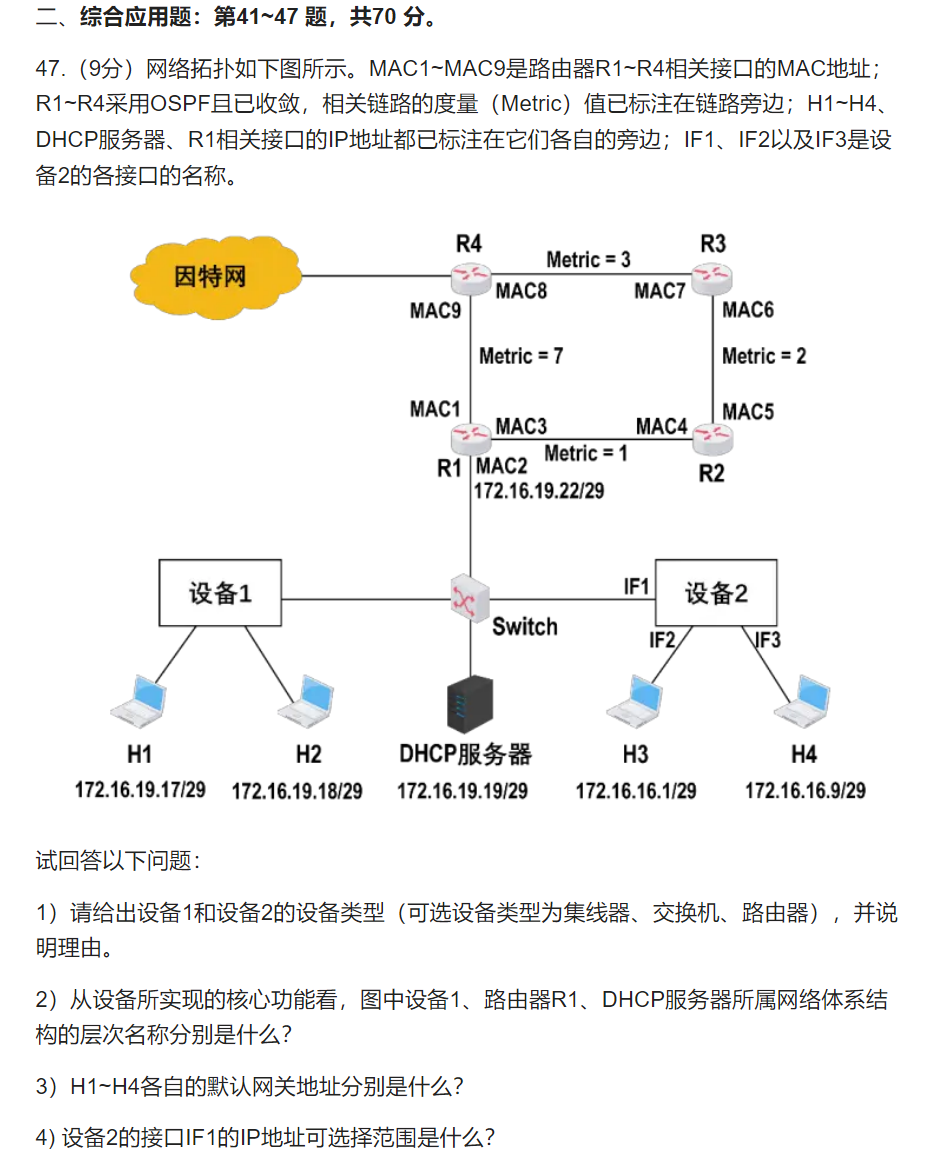 二、综合应用题：第41~47 题，共70 分。
47.（9分）网络拓扑如下图所示。MAC1~MAC9是路由器R1~R4相关接口的MAC地址；
R1~R4采用OSPF且已收敛，相关链路的度量（Metric）值已标注在链路旁边；H1~H4、
DHCP服务器、R1相关接口的IP地址都已标注在它们各自的旁边；IF1、IF2以及IF3是设
备2的各接口的名称。
R4
R3
Metric = 3
因特网
MAC8
MAC7
MAC9
MAC6
Metric = 7
Metric = 2
MAC1
MAC5
MAC3
MAC4
Metric = 1
R1
MAC2
R2
172.16.19.22/29
设备1
IF1
设备2
Switch
IF2
IF3
H1
H2
DHCP服务器
H3
H4
172.16.19.17/29
172.16.19.18/29
172.16.19.19/29
172.16.16.1/29
172.16.16.9/29
试回答以下问题：
1）请给出设备1和设备2的设备类型（可选设备类型为集线器、交换机、路由器），并说
明理由。
2）从设备所实现的核心功能看，图中设备1、路由器R1、DHCP服务器所属网络体系结
构的层次名称分别是什么？
3）H1~H4各自的默认网关地址分别是什么？
4) 设备2的接口IF1的IP地址可选择范围是什么？